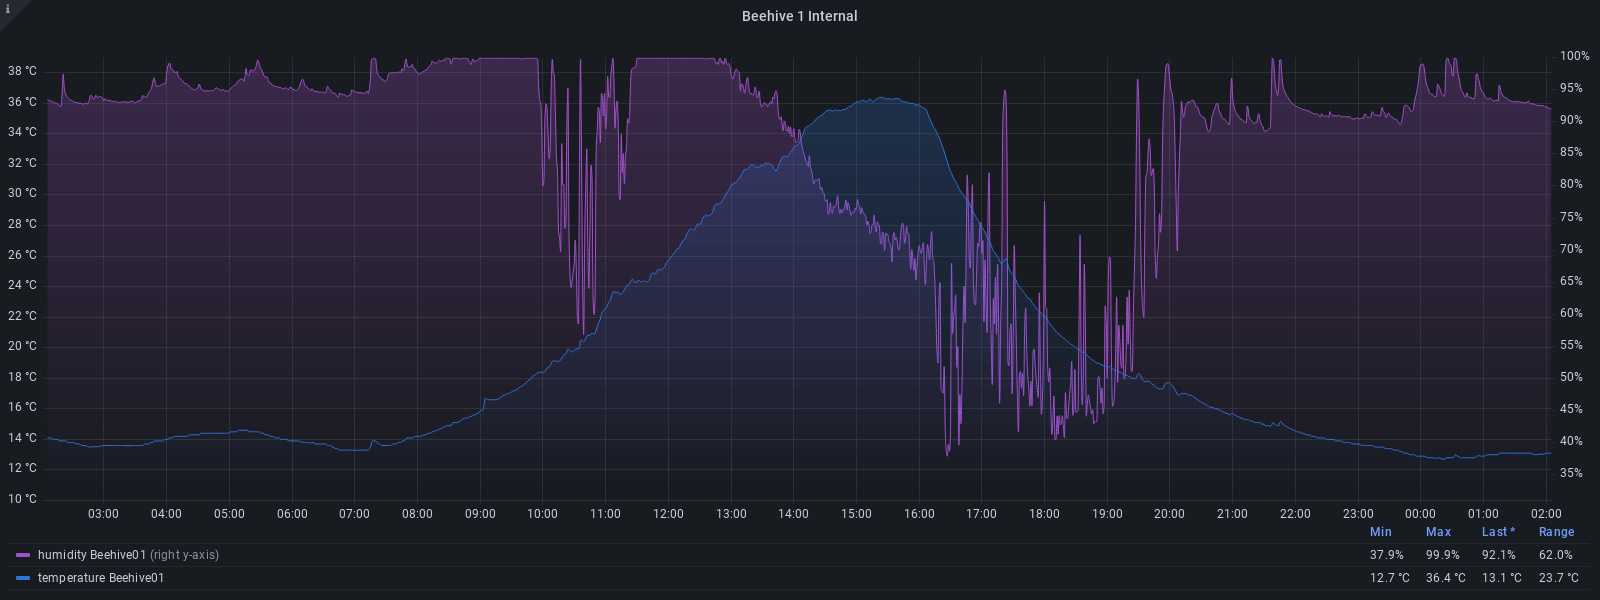 i
Beehive 1 Internal
38 °C
36 °C
34 °C
32 °C
30 °C
28 °C
26 °C
24 °C
22 °C
20 °C
18 °C
16 °C
14 °C
12 °C
10 °C
100%
95%
90%
85%
80%
75%
70%
65%
60%
55%
50%
45%
40%
35%
03:00 04:00 05:00 06:00 07:00 08:00 09:00 10:00 11:00 12:00 13:00 14:00 15:00 16:00 17:00 18:00 19:00 20:00 21:00 22:00 23:00 00:00 01:00 02:00
Min Max Last * Range
humidity Beehive01 (right y-axis) 37.9% 99.9% 92.1% 62.0%
temperature Beehive01 12.7 °C 36.4 °C 13.1 °C 23.7 °C